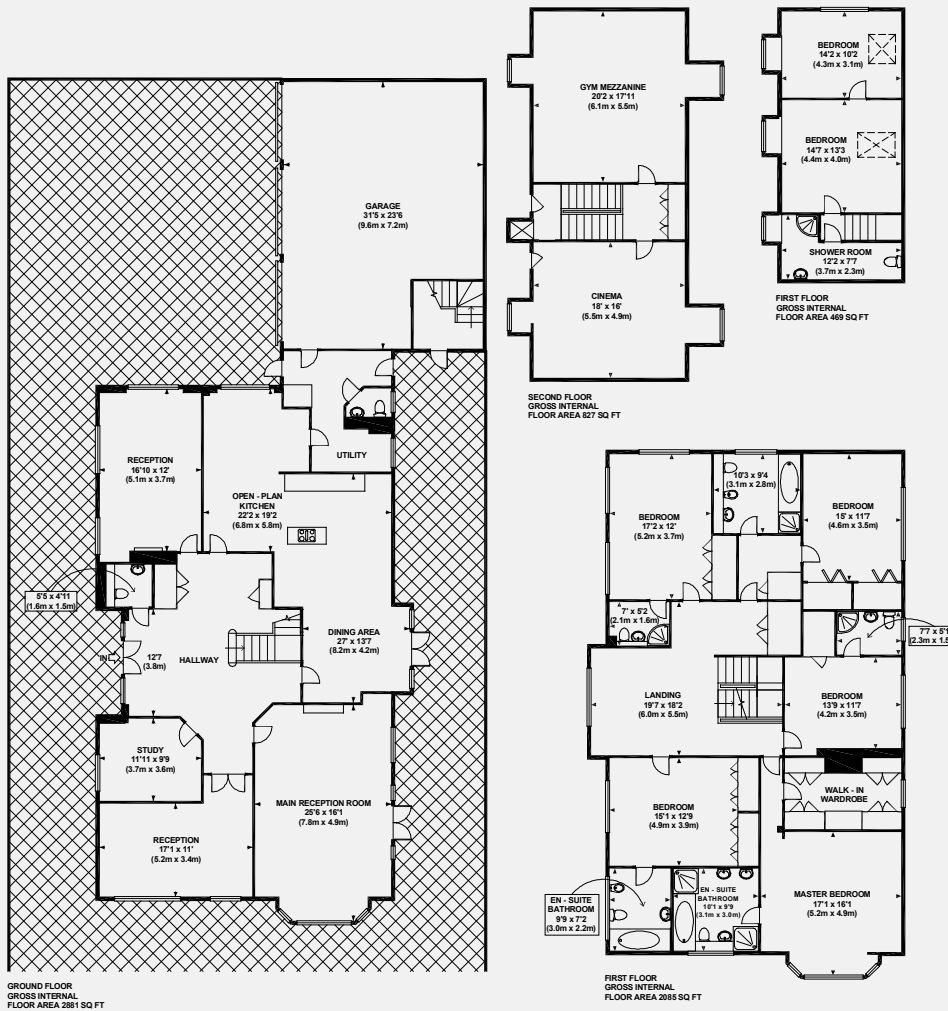 GYM MEZZANINE
20'2 x 17'11
(6.1m x 5.5m)
CINEMA
18' x 16'
(5.5m x 4.9m)
SECOND FLOOR
GROSS INTERNAL
FLOOR AREA 827 SQ FT
BEDROOM
14'2 x 10'2
(4.3m x 3.1m)
BEDROOM
14'7 x 13'3
(4.4m x 4.0m)
SHOWER ROOM
12'2 x 7'7
(3.7m x 2.3m)
FIRST FLOOR
GROSS INTERNAL
FLOOR AREA 469 SQ FT
GARAGE
31'5 x 23'6
(9.6m x 7.2m)
UTILITY
RECEPTION
16'10 x 12'
(5.1m x 3.7m)
OPEN - PLAN
KITCHEN
22'2 x 19'2
(6.8m x 5.8m)
5'5 x 4'11
(1.6m x 1.5m)
IN
12'7
(3.8m)
HALLWAY
DINING AREA
27' x 13'7
(8.2m x 4.2m)
STUDY
11'11 x 9'9
(3.7m x 3.6m)
MAIN RECEPTION ROOM
25'6 x 16'1
(7.8m x 4.9m)
RECEPTION
17'1 x 11'
(5.2m x 3.4m)
GROUND FLOOR
GROSS INTERNAL
FLOOR AREA 2881 SQ FT
BEDROOM
17'2 x 12'
(5.2m x 3.7m)
10'3 x 9'4
(3.1m x 2.8m)
BEDROOM
15' x 11'7
(4.6m x 3.5m)
7' x 5'2
(2.1m x 1.6m)
7'7 x 5'1
(2.3m x 1.5
LANDING
19'7 x 18'2
(6.0m x 5.5m)
BEDROOM
13'9 x 11'7
(4.2m x 3.5m)
BEDROOM
15'1 x 12'9
(4.9m x 3.9m)
WALK - IN
WARDROBE
EN - SUITE
BATHROOM
9'9 x 7'2
(3.0m x 2.2m)
EN - SUITE
BATHROOM
10'1 x 9'9
(3.1m x 3.0m)
MASTER BEDROOM
17'1 x 16'1
(5.2m x 4.9m)
FIRST FLOOR
GROSS INTERNAL
FLOOR AREA 2085 SQ FT